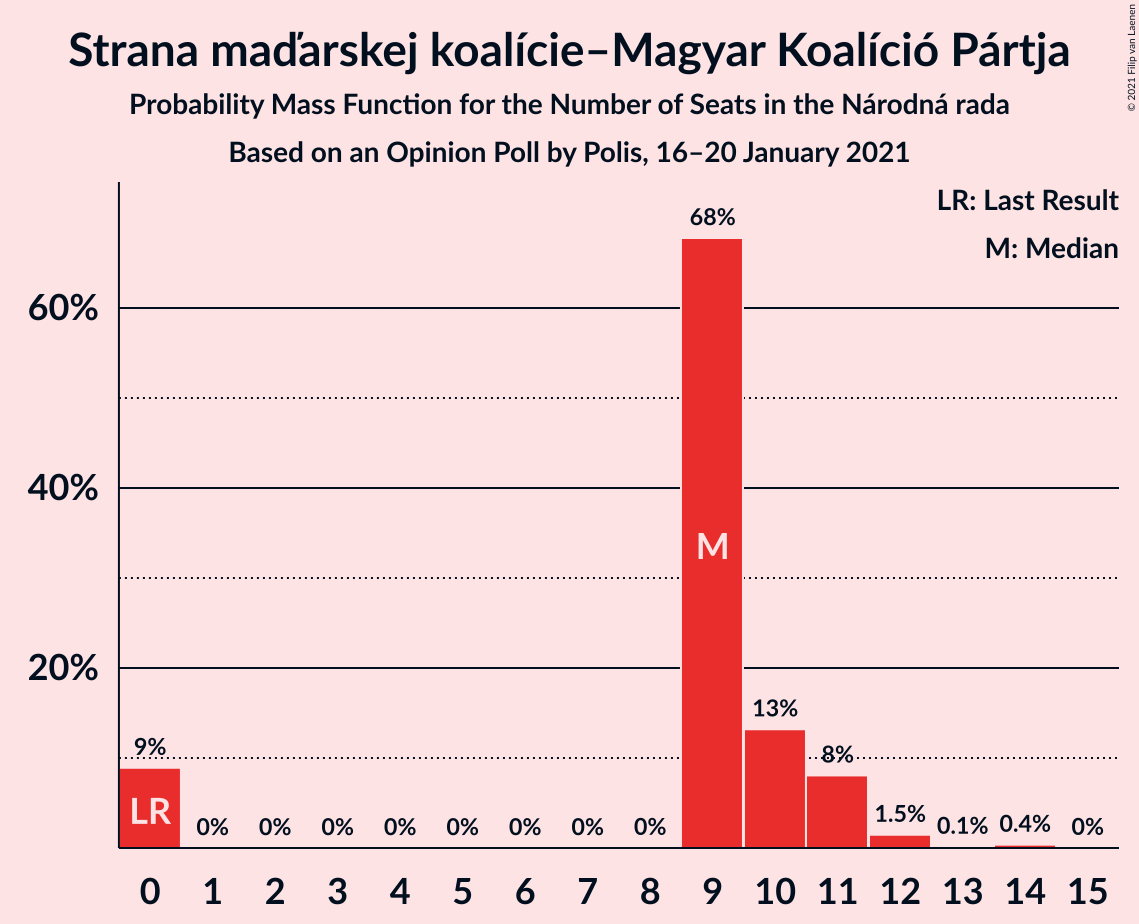 Strana maďarskej koalície–Magyar Koalíció Pártja
Probability Mass Function for the Number of Seats in the Národná rada
Based on an Opinion Poll by Polis, 16–20 January 2021
© 2021 Filip van Laenen
LR: Last Result
M: Median
60%
40%
20%
9% 0% 0% 0% 0% 0% 0% 0% 0% 68% 13% 8% 1.5% 0.1% 0.4% 0%
LR
M
0 1 2 3 4 5 6 7 8 9 10 11 12 13 14 15